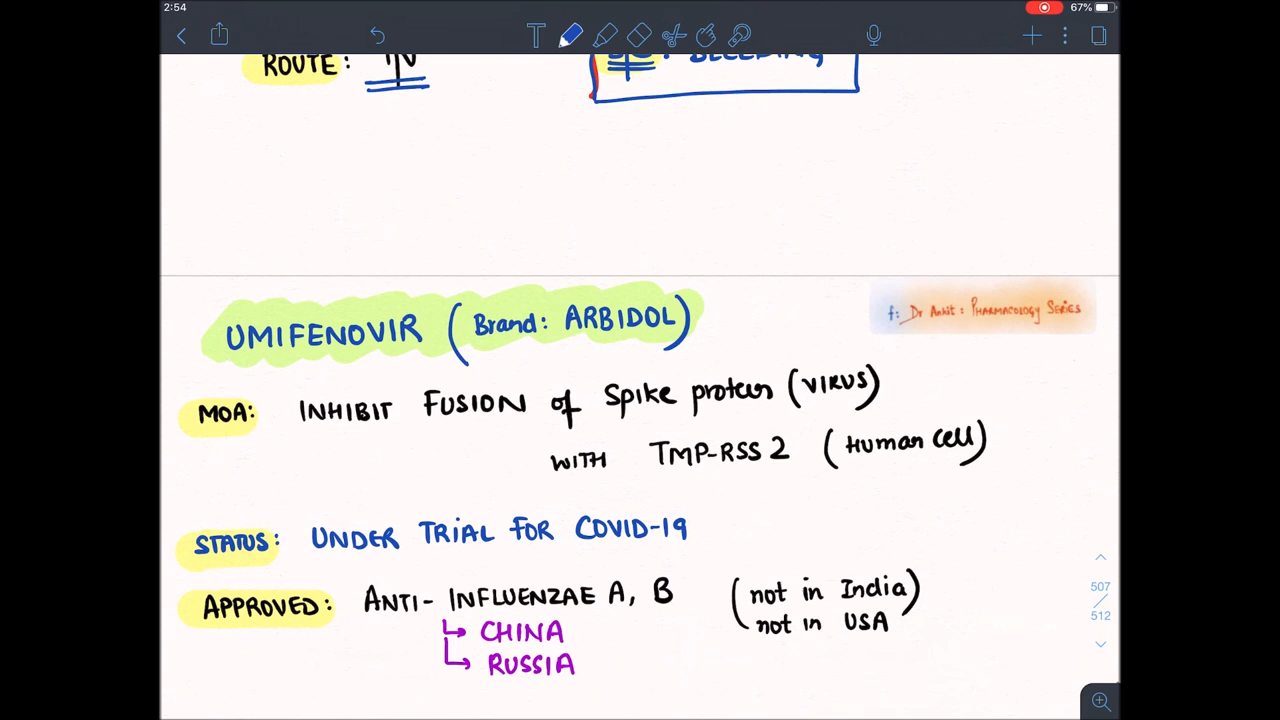 2:54
67%
T
ROUTE:
UMIFENOVIR (Brand: ARBIDOL)
f: Dr Ankit: PHARMACOLOGY SERIES
MOA: INHIBIT FUSION of Spike protein (VIRUS)
WITH TMP-RSS 2 (Human cell)
STATUS: UNDER TRIAL FOR COVID-19
APPROVED: ANTI-INFLUENZAE A, B (not in India)
not in USA
↳ CHINA
↳ RUSSIA
507
/
512